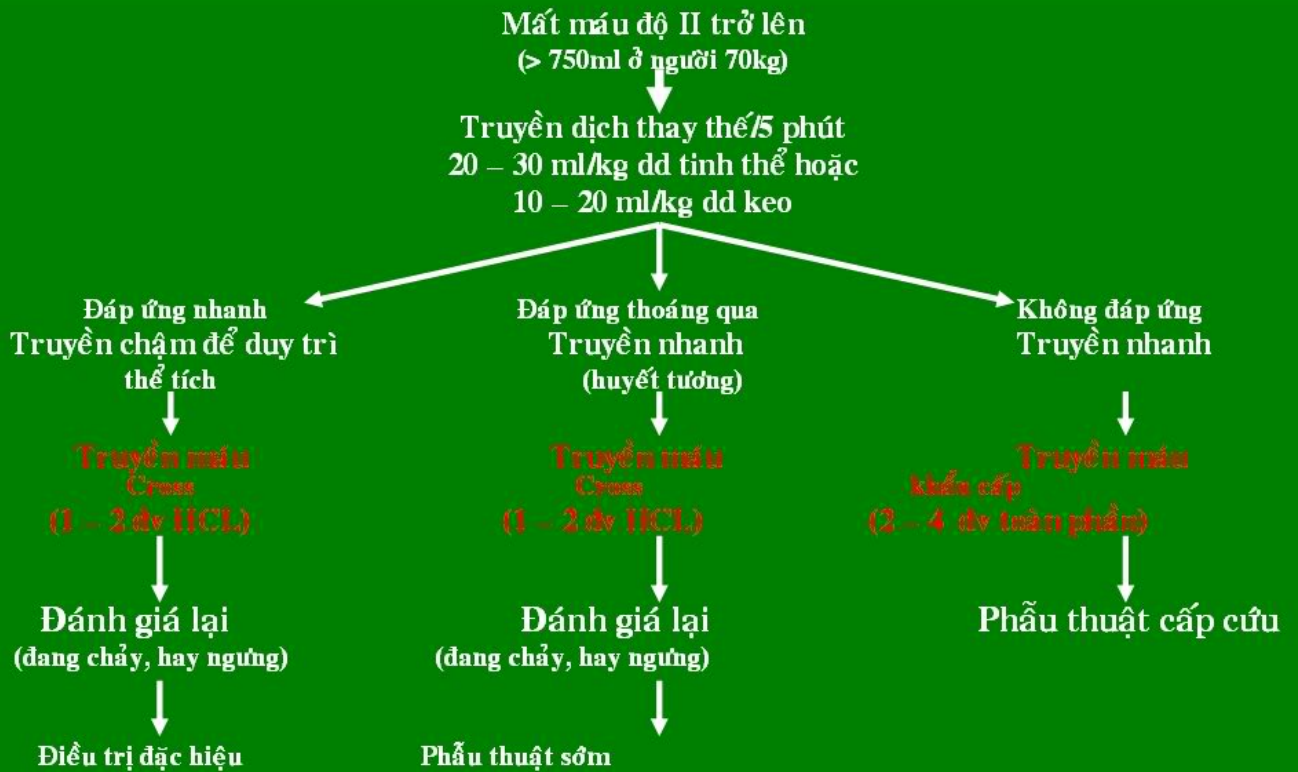 Mất máu độ II trở lên
(> 750ml ở người 70kg)
Truyền dịch thay thế/5 phút
20 – 30 ml/kg dd tinh thể hoặc
10 – 20 ml/kg dd keo
Đáp ứng nhanh
Truyền chậm để duy trì
thể tích
Truyền máu
Cross
(1 – 2 đv HCL)
Đánh giá lại
(đang chảy, hay ngưng)
Điều trị đặc hiệu
Đáp ứng thoáng qua
Truyền nhanh
(huyết tương)
Truyền máu
Cross
(1 – 2 đv HCL)
Đánh giá lại
(đang chảy, hay ngưng)
Phẫu thuật sớm
Không đáp ứng
Truyền nhanh
Truyền máu
khẩn cấp
(2 – 4 đv toàn phần)
Phẫu thuật cấp cứu